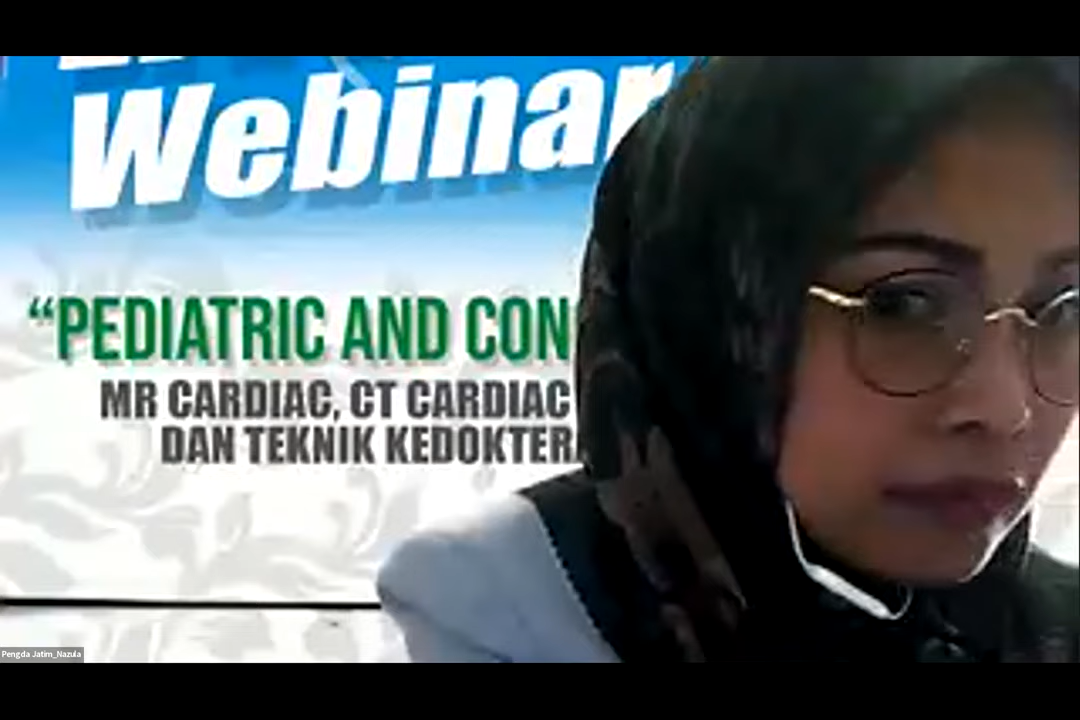 Webinar
“PEDIATRIC AND CON
MR CARDIAC, CT CARDIAC
DAN TEKNIK KEDOKTER
Pengda Jatim_Nazula